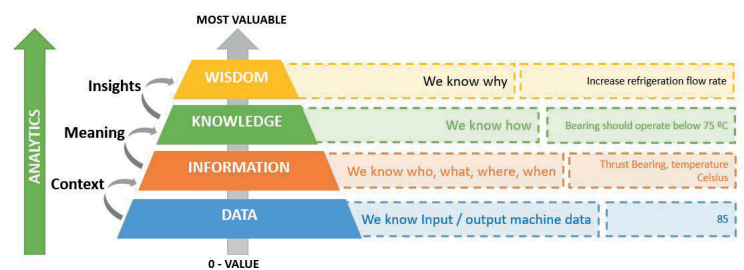 MOST VALUABLE
ANALYTICS
Insights
WISDOM
We know why
Increase refrigeration flow rate
Meaning
KNOWLEDGE
We know how
Bearing should operate below 75 ºC
Context
INFORMATION
We know who, what, where, when
Thrust Bearing, temperature
Celsius
DATA
We know Input / output machine data
85
0 - VALUE